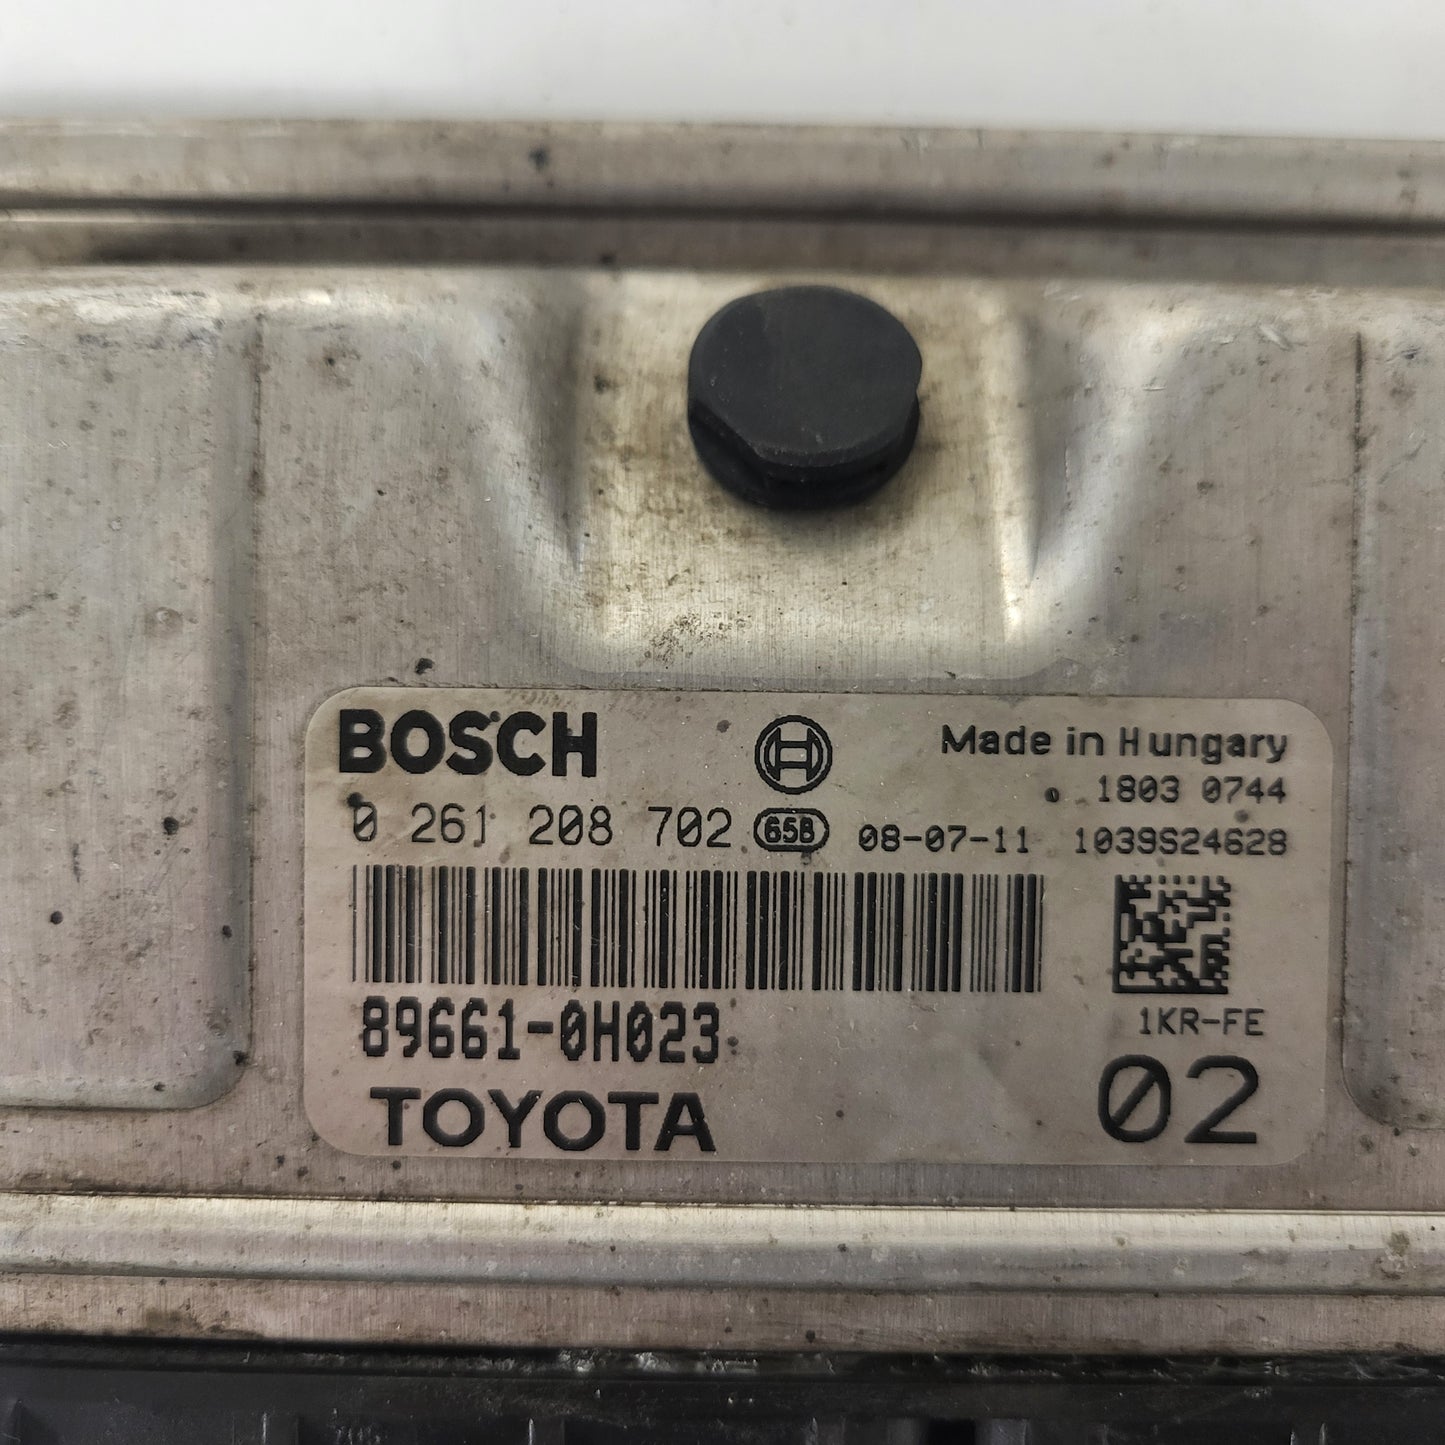 BOSCH Made in Hungary
1803 0744
0 261 208 702 65B 08-07-11 1039S24628
89661-0H023 1KR-FE
TOYOTA 02